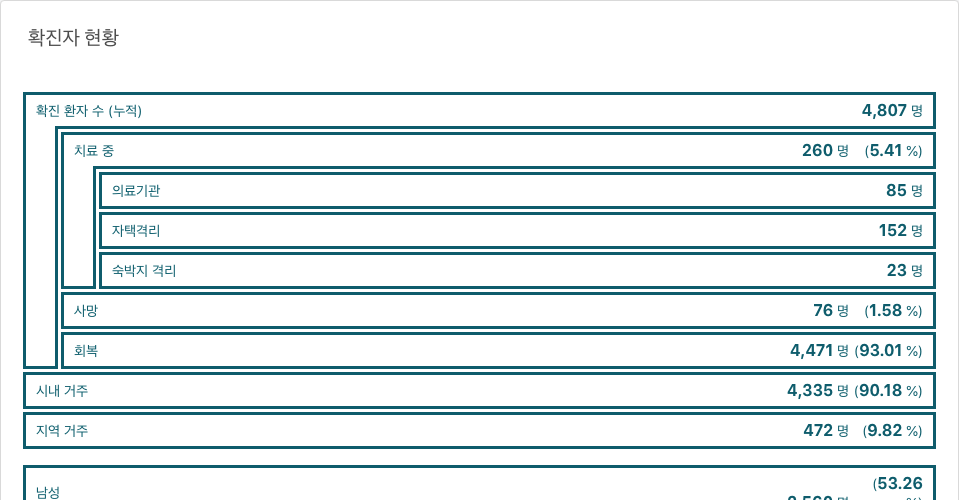 확진자 현황
확진 환자 수 (누적) 4,807 명
치료 중 260 명 (5.41 %)
의료기관 85 명
자택격리 152 명
숙박지 격리 23 명
사망 76 명 (1.58 %)
회복 4,471 명 (93.01 %)
시내 거주 4,335 명 (90.18 %)
지역 거주 472 명 (9.82 %)
남성 (53.26